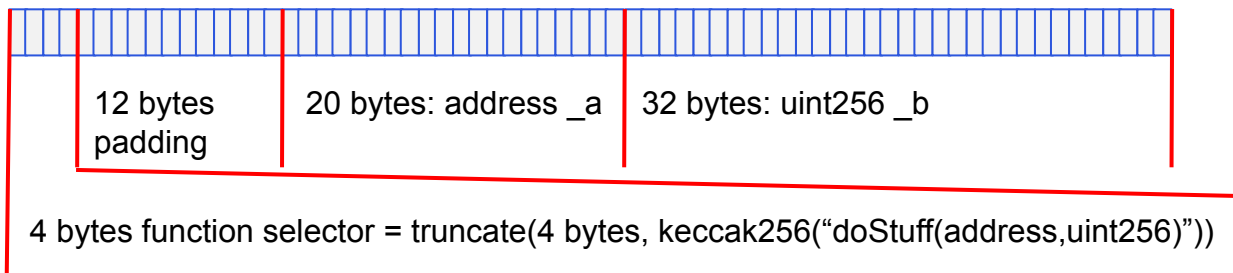 12 bytes
padding
20 bytes: address _a
32 bytes: uint256 _b
4 bytes function selector = truncate(4 bytes, keccak256(“doStuff(address,uint256)”))